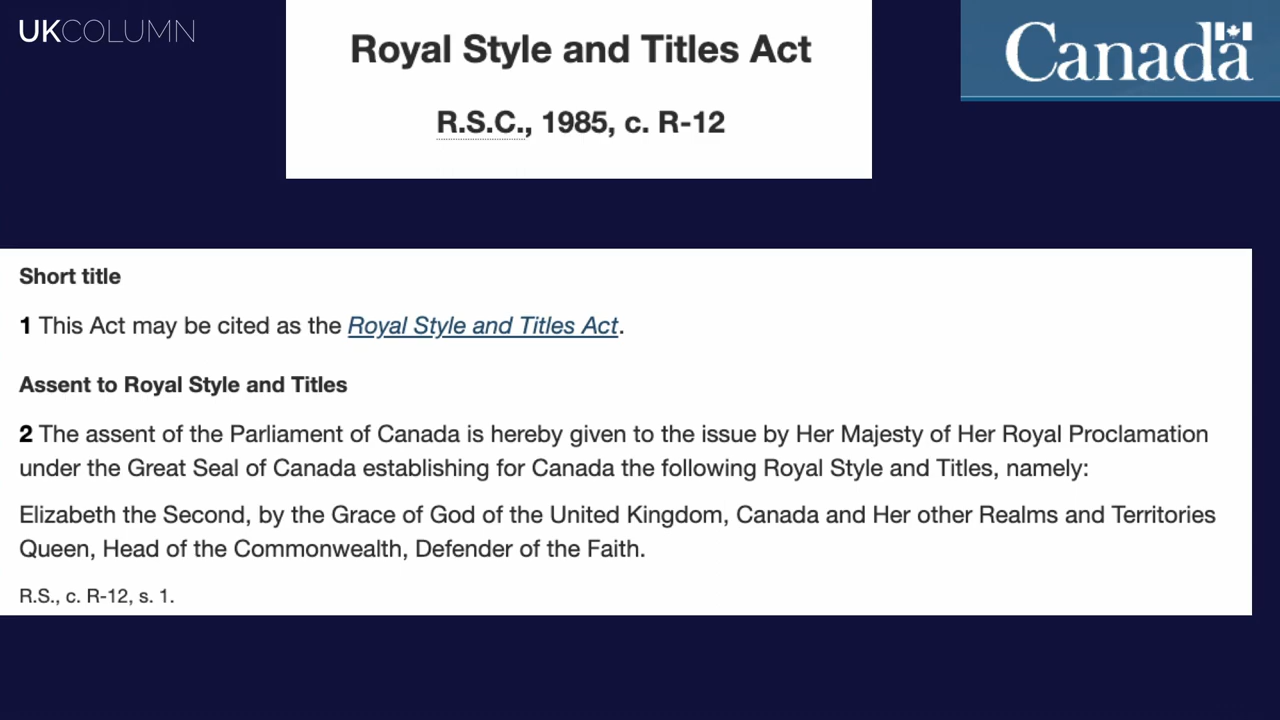 UKCOLUMN
Royal Style and Titles Act
R.S.C., 1985, c. R-12
Canada
Short title
1 This Act may be cited as the Royal Style and Titles Act.
Assent to Royal Style and Titles
2 The assent of the Parliament of Canada is hereby given to the issue by Her Majesty of Her Royal Proclamation
under the Great Seal of Canada establishing for Canada the following Royal Style and Titles, namely:
Elizabeth the Second, by the Grace of God of the United Kingdom, Canada and Her other Realms and Territories
Queen, Head of the Commonwealth, Defender of the Faith.
R.S., c. R-12, s. 1.